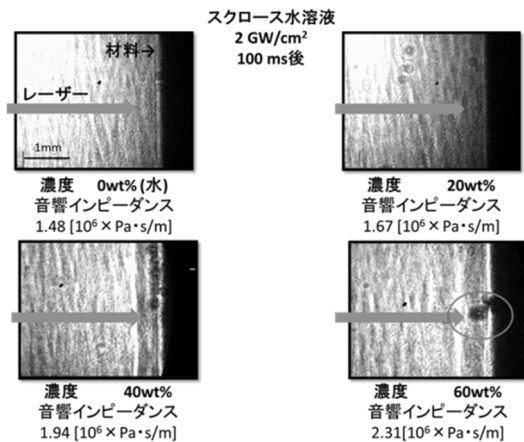 スクロース水溶液
2 GW/cm²
100 ms後
材料→
レーザー
1mm
濃度 0wt% (水)
音響インピーダンス
1.48 [10⁶×Pa・s/m]
濃度 20wt%
音響インピーダンス
1.67 [10⁶×Pa・s/m]
濃度 40wt%
音響インピーダンス
1.94 [10⁶×Pa・s/m]
濃度 60wt%
音響インピーダンス
2.31[10⁶×Pa・s/m]